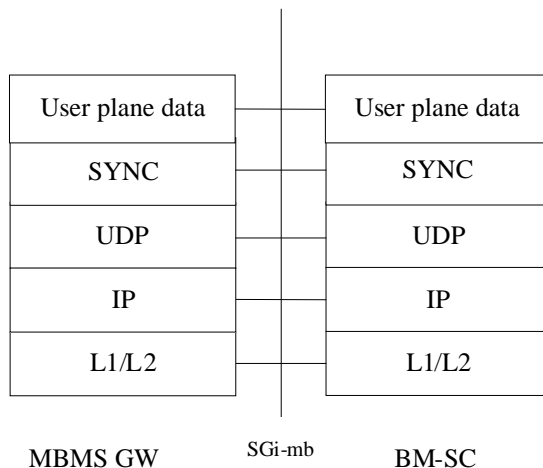 User plane data User plane data
SYNC SYNC
UDP UDP
IP IP
L1/L2 L1/L2
MBMS GW SGi-mb BM-SC